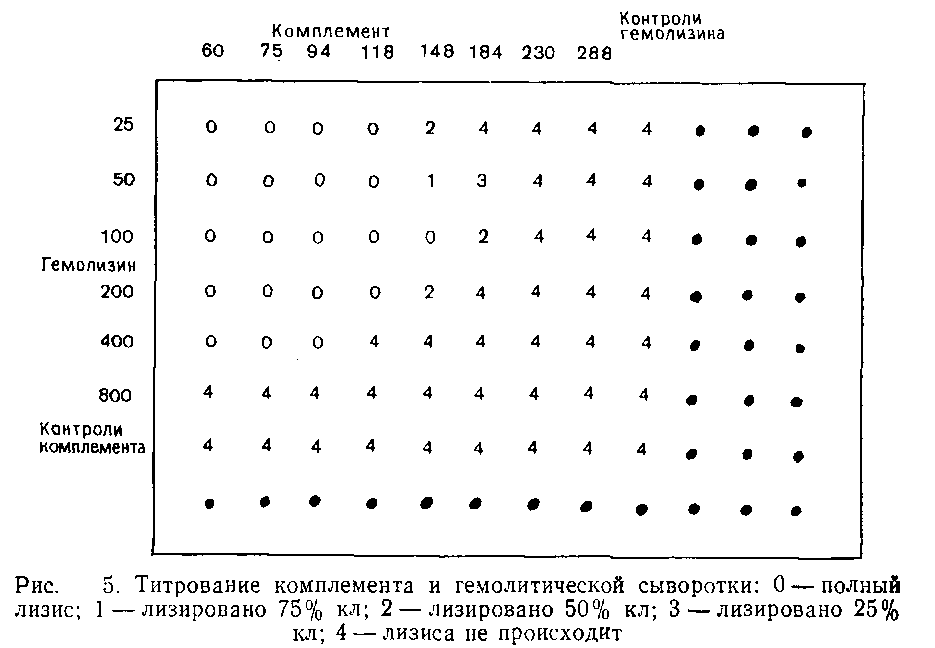 Комплемент
Контроли
гемолизина
60 75 94 118 148 184 230 288
25 0 0 0 0 2 4 4 4 4
50 0 0 0 0 1 3 4 4 4
100 0 0 0 0 0 2 4 4 4
Гемолизин
200 0 0 0 0 2 4 4 4 4
400 0 0 0 4 4 4 4 4 4
800 4 4 4 4 4 4 4 4 4
Контроли
комплемента 4 4 4 4 4 4 4 4 4
Рис. 5. Титрование комплемента и гемолитической сыворотки: 0 — полный
лизис; 1 — лизировано 75% кл; 2 — лизировано 50% кл; 3 — лизировано 25%
кл; 4 — лизиса не происходит